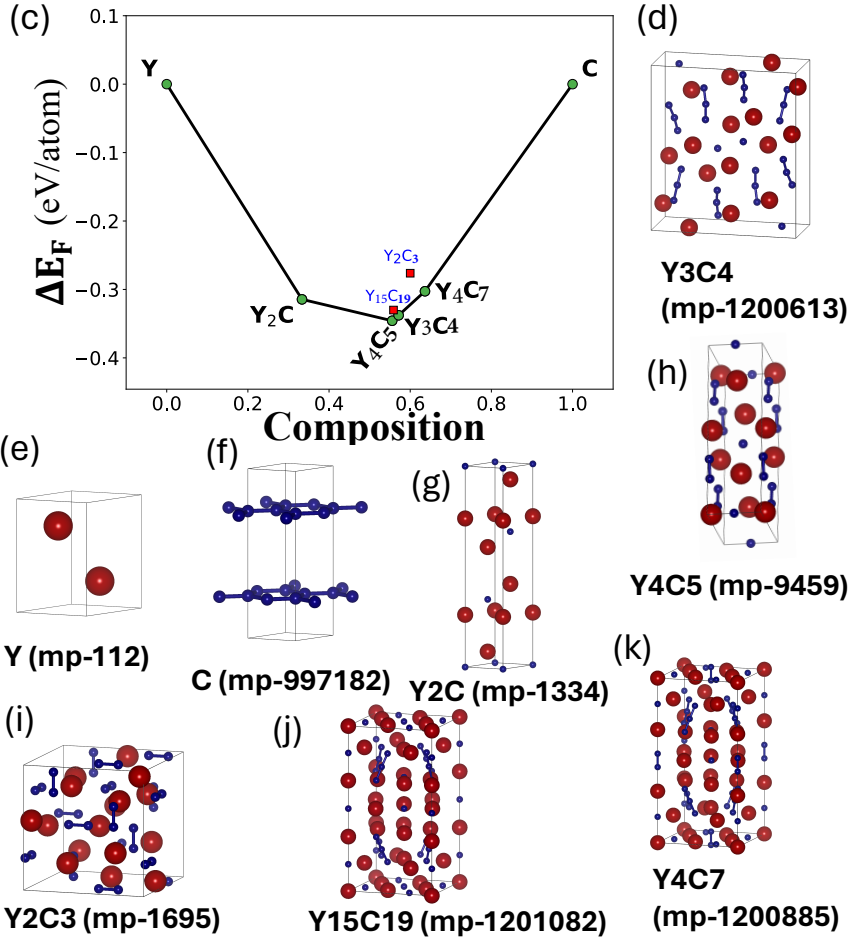 (c)
0.1
0.0
−0.1
−0.2
−0.3
−0.4
ΔE_F (eV/atom)
Y
C
Y₂C₃
Y₁₅C₁₉
Y₂C
Y₄C₅
Y₃C4
Y₄C₇
0.0 0.2 0.4 0.6 0.8 1.0
Composition
(d)
Y3C4
(mp-1200613)
(h)
Y4C5 (mp-9459)
(e)
Y (mp-112)
(f)
C (mp-997182)
(g)
Y2C (mp-1334)
(i)
Y2C3 (mp-1695)
(j)
Y15C19 (mp-1201082)
(k)
Y4C7
(mp-1200885)